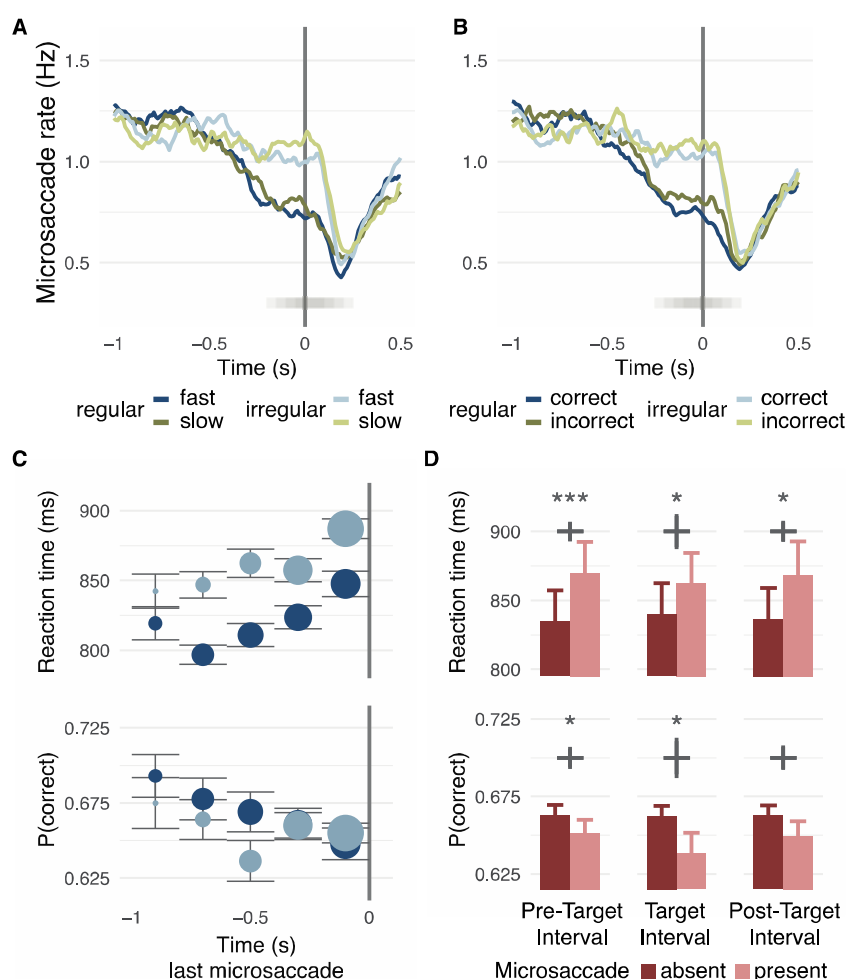 A
B
Microsaccade rate (Hz)
1.5
1.0
0.5
1.5
1.0
0.5
−1
−0.5
0
0.5
−1
−0.5
0
0.5
Time (s)
Time (s)
regular
fast
slow
irregular
fast
slow
regular
correct
incorrect
irregular
correct
incorrect
C
D
Reaction time (ms)
900
850
800
P(correct)
0.725
0.675
0.625
−1
−0.5
0
Time (s)
last microsaccade
Reaction time (ms)
900
850
800
***
*
*
P(correct)
0.725
0.675
0.625
*
*
Pre-Target
Interval
Target
Interval
Post-Target
Interval
Microsaccade absent present